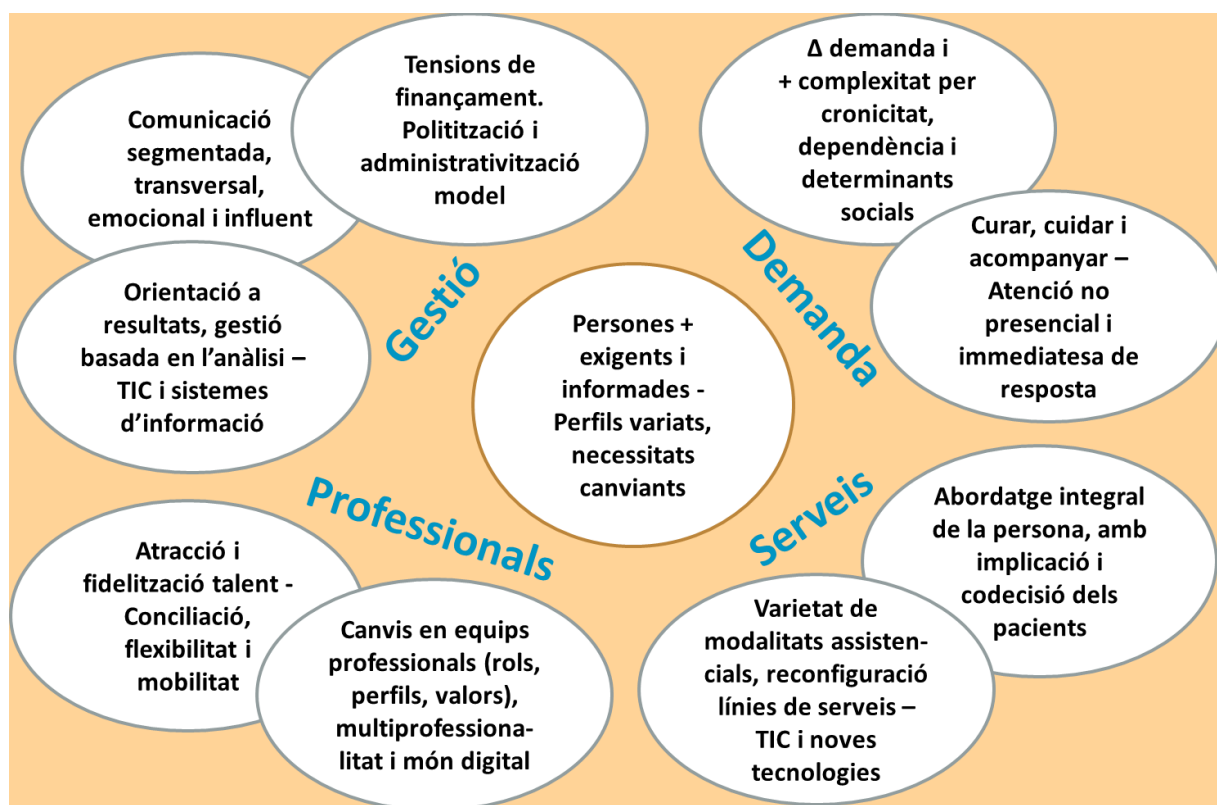 Comunicació
segmentada,
transversal,
emocional i influent
Tensions de
finançament.
Politització i
administrativització
model
Orientació a
resultats, gestió
basada en l'anàlisi –
TIC i sistemes
d'informació
Gestió
Δ demanda i
+ complexitat per
cronicitat,
dependència i
determinants
socials
Curar, cuidar i
acompanyar –
Atenció no
presencial i
immediatesa de
resposta
Demanda
Persones +
exigents i
informades -
Perfils variats,
necessitats
canviants
Professionals
Atracció i
fidelització talent -
Conciliació,
flexibilitat i
mobilitat
Canvis en equips
professionals (rols,
perfils, valors),
multiprofessiona-
litat i món digital
Serveis
Abordatge integral
de la persona, amb
implicació i
codecisió dels
pacients
Varietat de
modalitats assisten-
cials, reconfiguració
línies de serveis –
TIC i noves
tecnologies